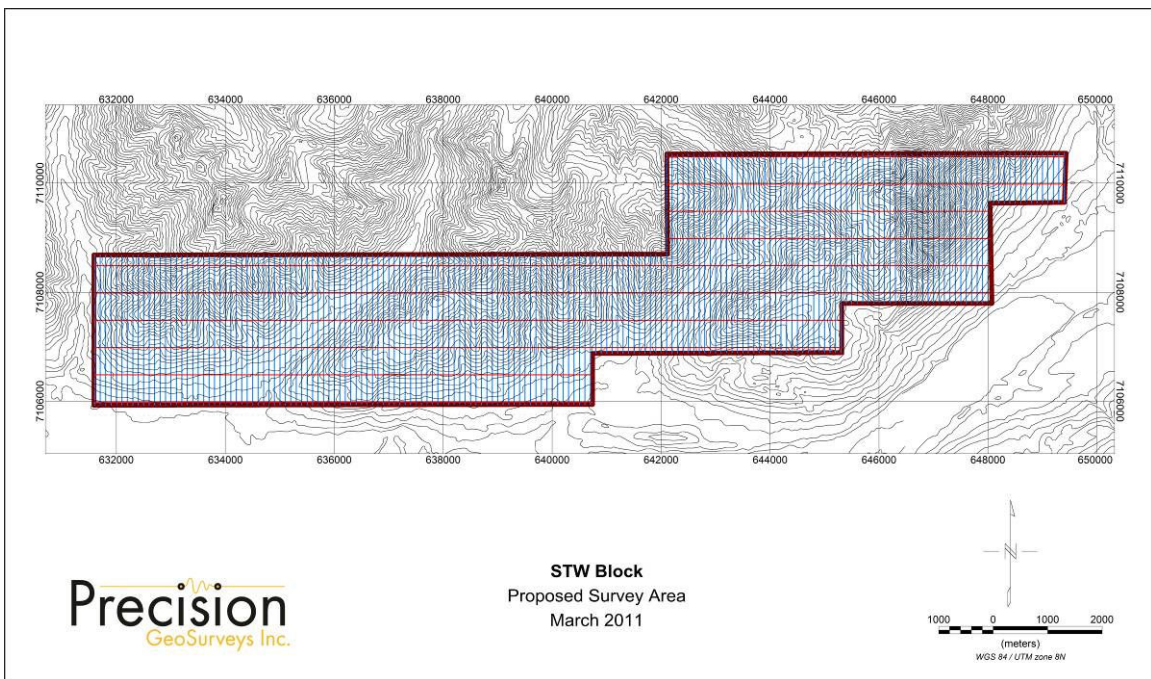 632000 634000 636000 638000 640000 642000 644000 646000 648000 650000
7110000 7110000
7108000 7108000
7106000 7106000
632000 634000 636000 638000 640000 642000 644000 646000 648000 650000
Precision
GeoSurveys Inc.
STW Block
Proposed Survey Area
March 2011
N
1000 0 1000 2000
(meters)
WGS 84 / UTM zone 8N